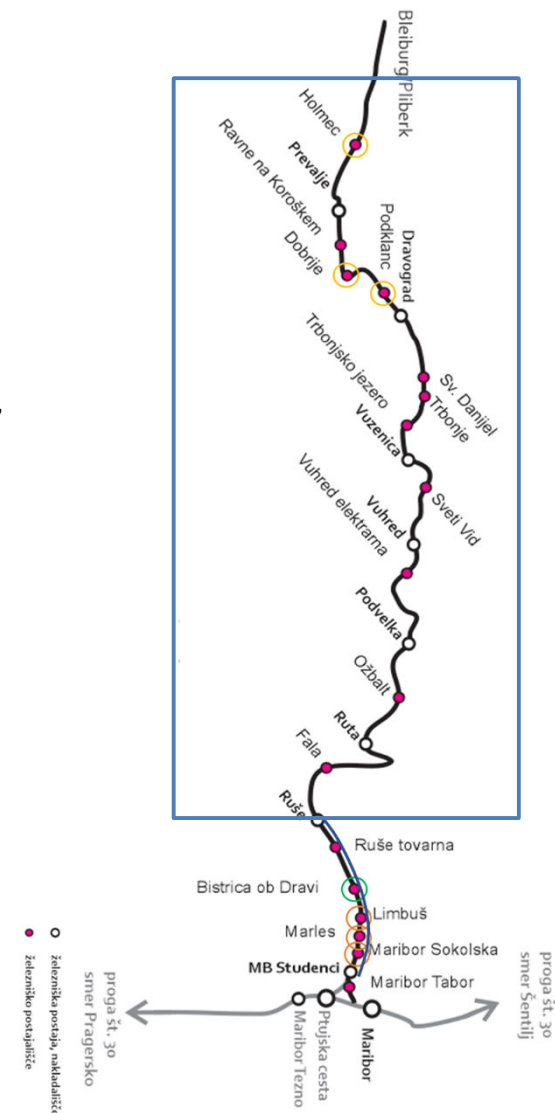 Bleiburg/Pliberk
Holmec
Prevalje
Ravne na Koroškem
Dobrije
Podklanc
Dravograd
Sv. Danijel
Trbonje
Trbonjsko jezero
Vuzenica
Sveti Vid
Vuhred
Vuhred elektrarna
Podvelka
Ožbalt
Ruta
Fala
Ruše
Ruše tovarna
Bistrica ob Dravi
Limbuš
Marles
Maribor Sokolska
MB Studenci
Maribor Tabor
Maribor
Ptujska cesta
Maribor Tezno
proga št. 30
smer Šentilj
proga št. 30
smer Pragersko
železniška postaja, nakladališč
železniško postajališče